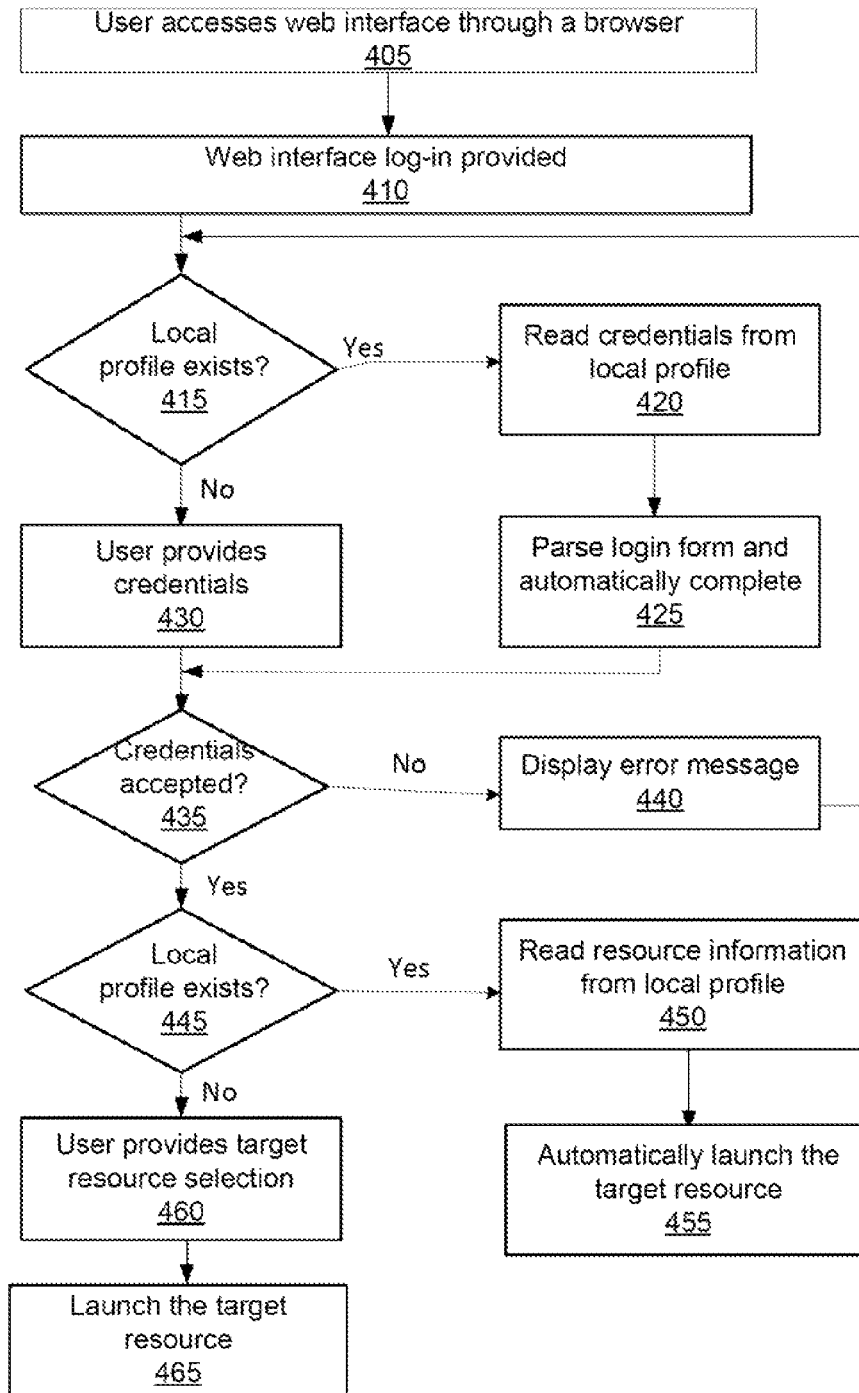 User accesses web interface through a browser
405
Web interface log-in provided
410
Local
profile exists?
415
Yes
Read credentials from
local profile
420
No
User provides
credentials
430
Parse login form and
automatically complete
425
Credentials
accepted?
435
No
Display error message
440
Yes
Local
profile exists?
445
Yes
Read resource information
from local profile
450
No
User provides target
resource selection
460
Automatically launch the
target resource
455
Launch the target
resource
465